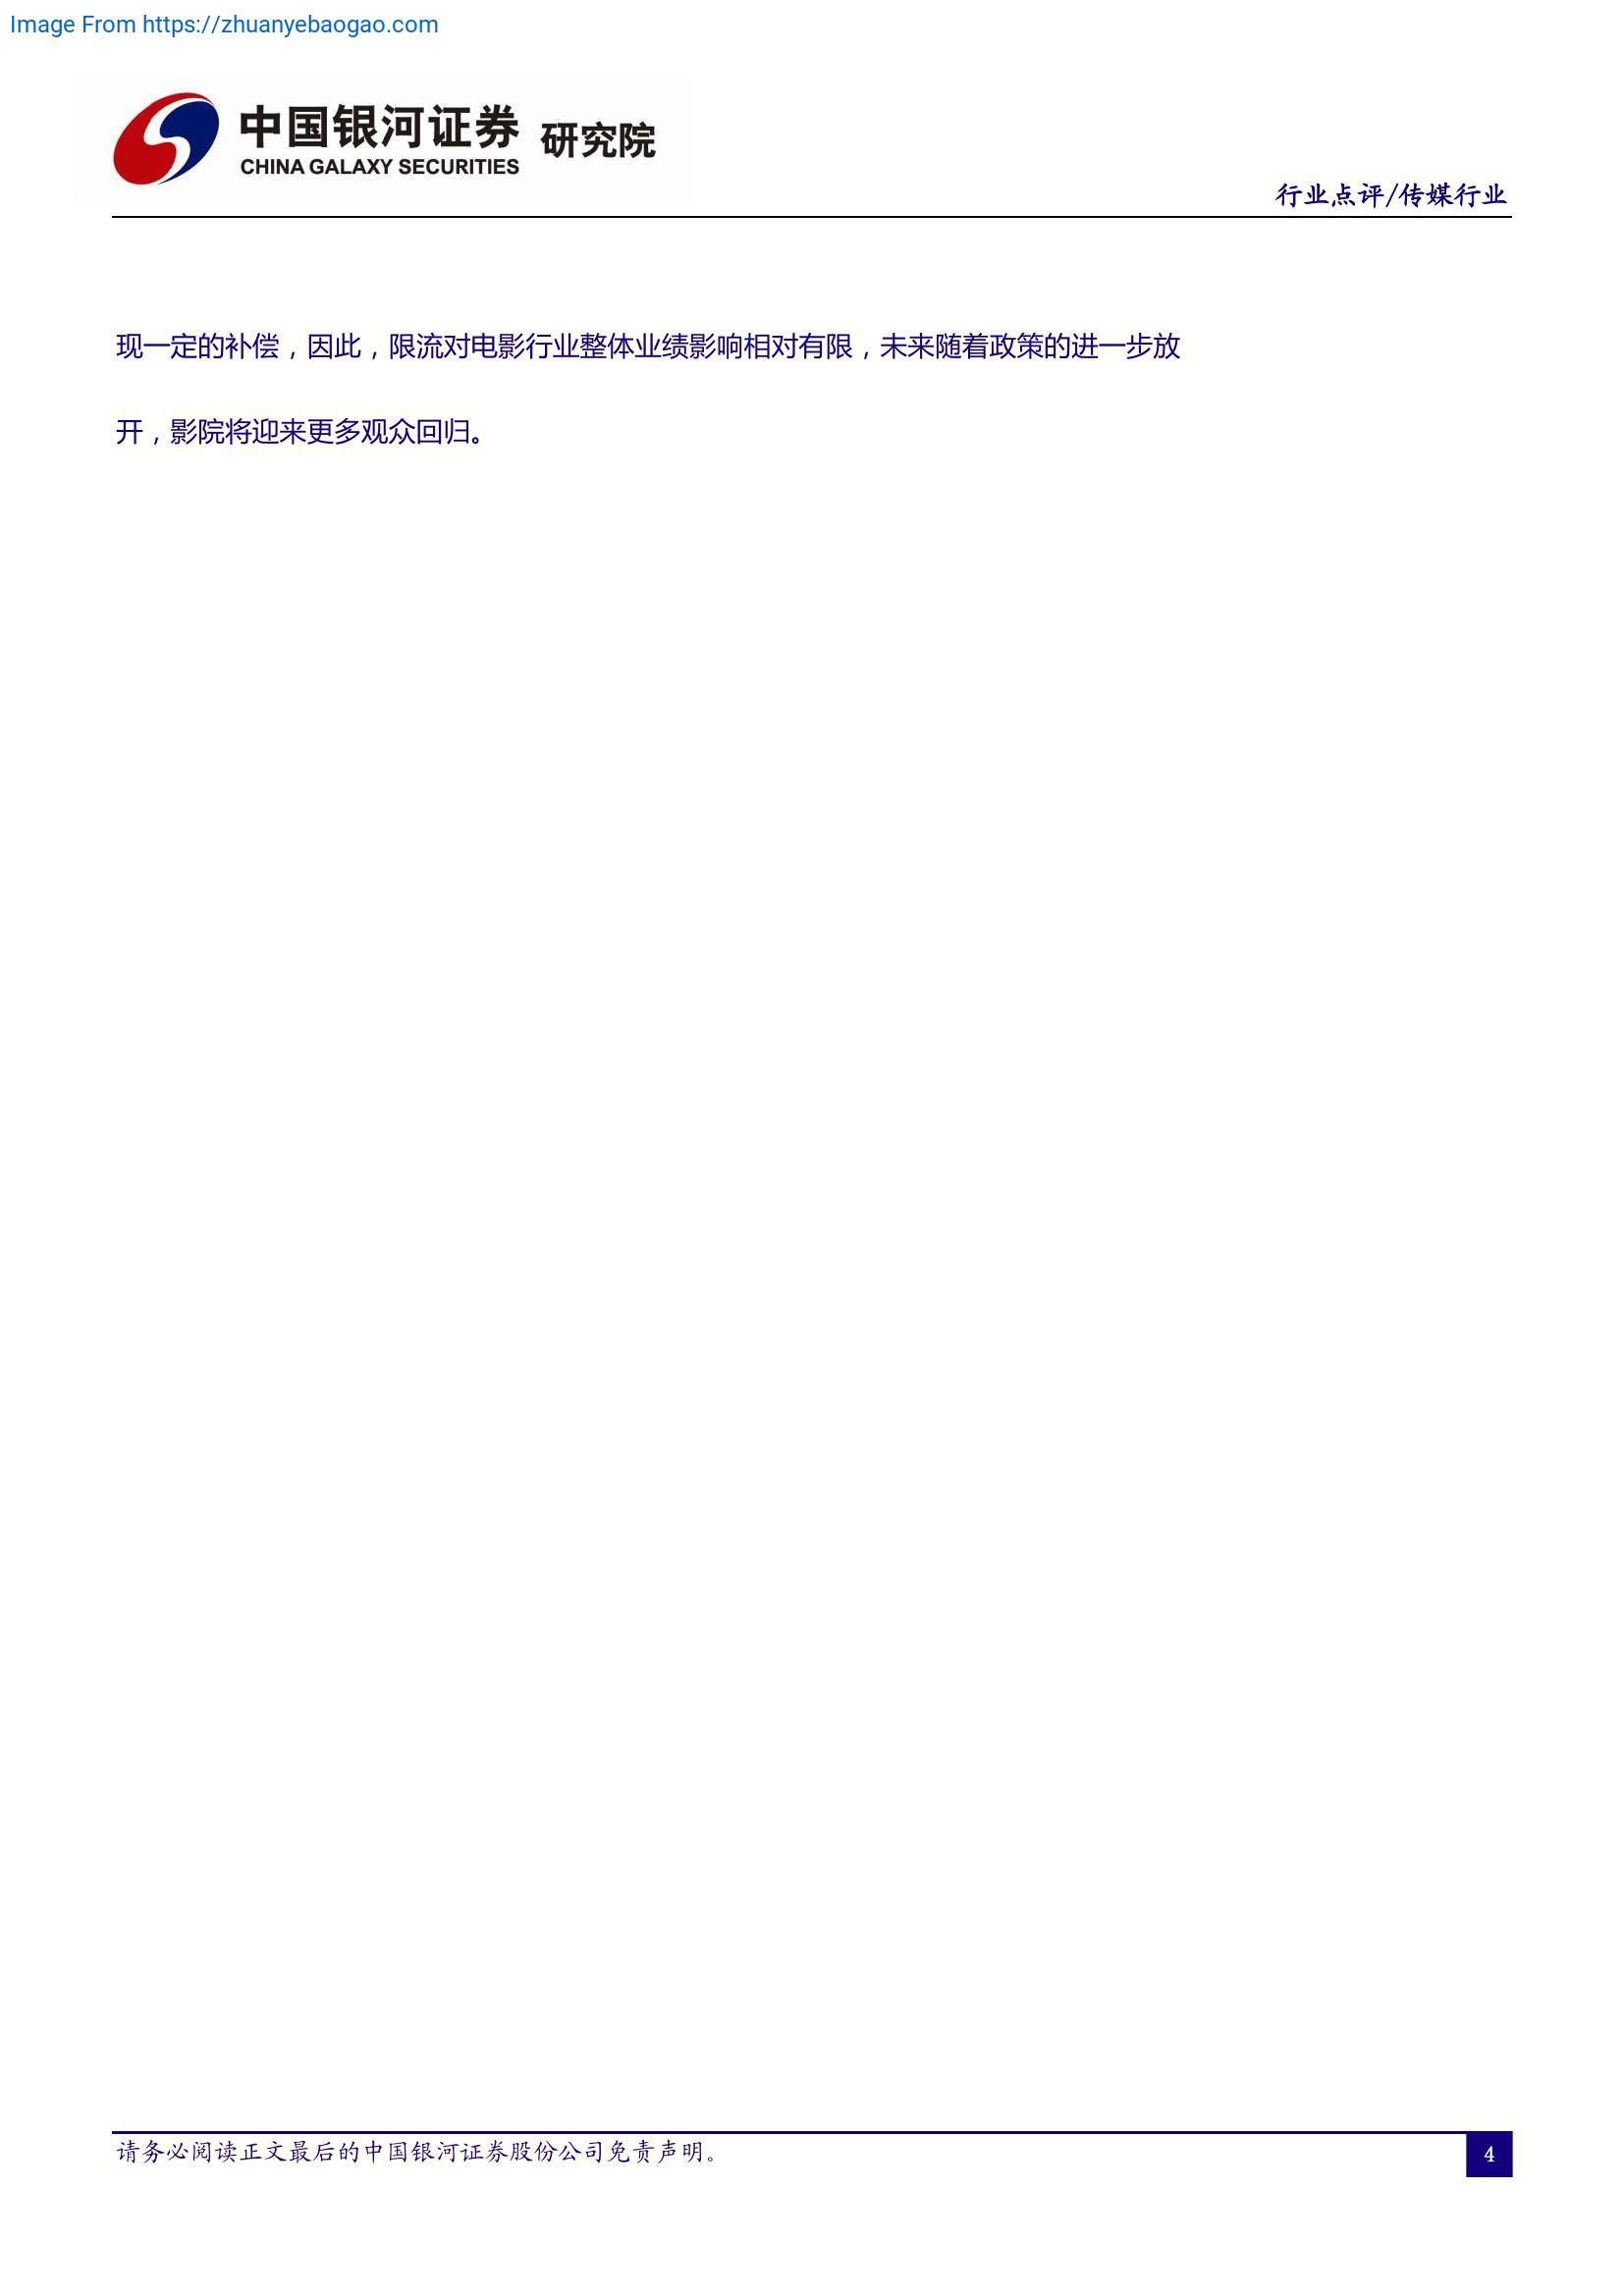 Image From https://zhuanyebaogao.com
中国银河证券 研究院
CHINA GALAXY SECURITIES
行业点评/传媒行业
现一定的补偿，因此，限流对电影行业整体业绩影响相对有限，未来随着政策的进一步放
开，影院将迎来更多观众回归。
请务必阅读正文最后的中国银河证券股份公司免责声明。
4